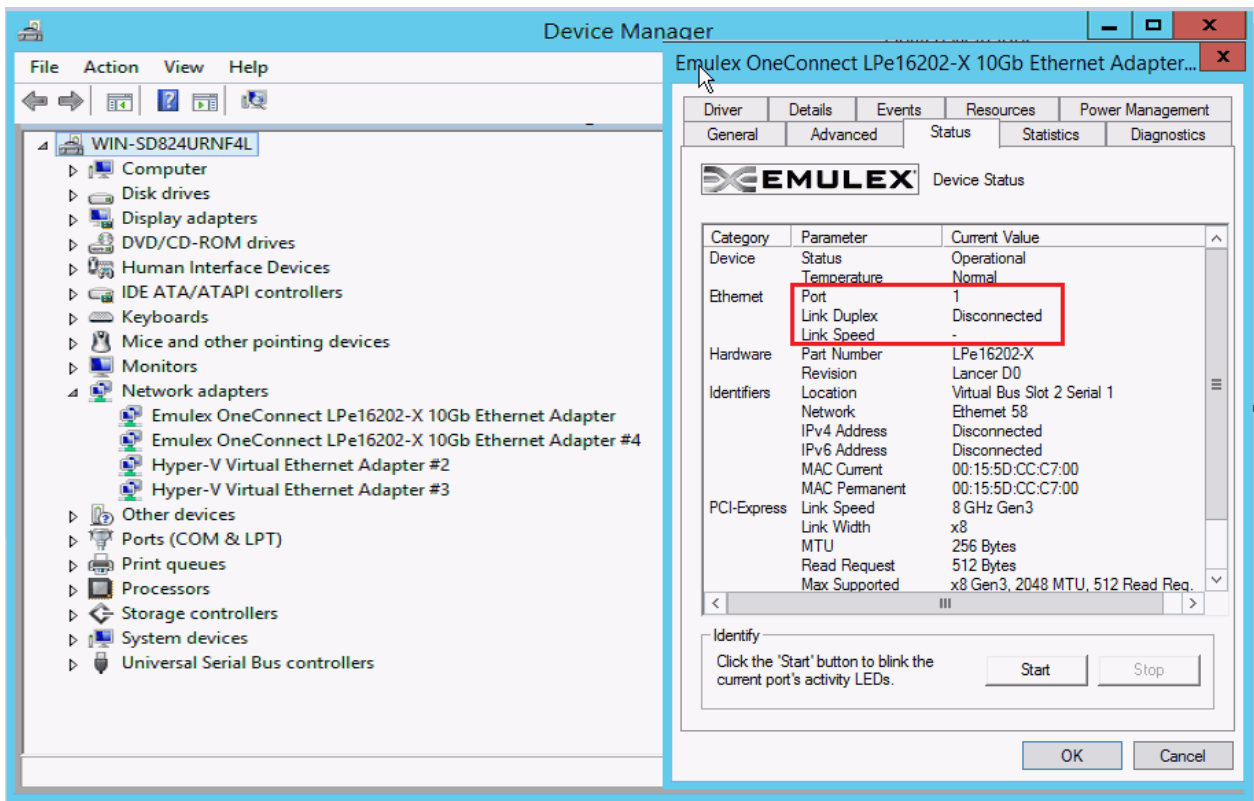 Device Manager
File Action View Help
WIN-SD824URNF4L
Computer
Disk drives
Display adapters
DVD/CD-ROM drives
Human Interface Devices
IDE ATA/ATAPI controllers
Keyboards
Mice and other pointing devices
Monitors
Network adapters
Emulex OneConnect LPe16202-X 10Gb Ethernet Adapter
Emulex OneConnect LPe16202-X 10Gb Ethernet Adapter #4
Hyper-V Virtual Ethernet Adapter #2
Hyper-V Virtual Ethernet Adapter #3
Other devices
Ports (COM & LPT)
Print queues
Processors
Storage controllers
System devices
Universal Serial Bus controllers
Emulex OneConnect LPe16202-X 10Gb Ethernet Adapter...
Driver Details Events Resources Power Management
General Advanced Status Statistics Diagnostics
EMULEX Device Status
Category Parameter Current Value
Device Status Operational
Temperature Normal
Ethernet Port 1
Link Duplex Disconnected
Link Speed -
Hardware Part Number LPe16202-X
Revision Lancer D0
Identifiers Location Virtual Bus Slot 2 Serial 1
Network Ethernet 58
IPv4 Address Disconnected
IPv6 Address Disconnected
MAC Current 00:15:5D:CC:C7:00
MAC Permanent 00:15:5D:CC:C7:00
PCI-Express Link Speed 8 GHz Gen3
Link Width x8
MTU 256 Bytes
Read Request 512 Bytes
Max Supported x8 Gen3, 2048 MTU, 512 Read Req.
Identify
Click the 'Start' button to blink the
current port's activity LEDs.
Start Stop
OK Cancel